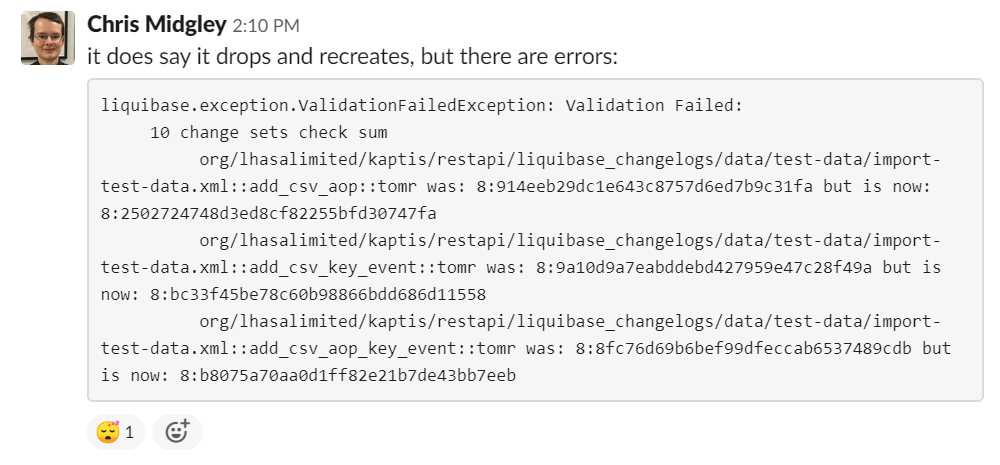 Chris Midgley 2:10 PM
it does say it drops and recreates, but there are errors:
liquibase.exception.ValidationFailedException: Validation Failed:
10 change sets check sum
org/lhasalimited/kaptis/restapi/liquibase_changelogs/data/test-data/import-
test-data.xml::add_csv_aop::tomr was: 8:914eeb29dc1e643c8757d6ed7b9c31fa but is now:
8:2502724748d3ed8cf82255bfd30747fa
org/lhasalimited/kaptis/restapi/liquibase_changelogs/data/test-data/import-
test-data.xml::add_csv_key_event::tomr was: 8:9a10d9a7eabddebd427959e47c28f49a but is
now: 8:bc33f45be78c60b98866bdd686d11558
org/lhasalimited/kaptis/restapi/liquibase_changelogs/data/test-data/import-
test-data.xml::add_csv_aop_key_event::tomr was: 8:8fc76d69b6bef99dfeccab6537489cdb but
is now: 8:b8075a70aa0d1ff82e21b7de43bb7eeb
1